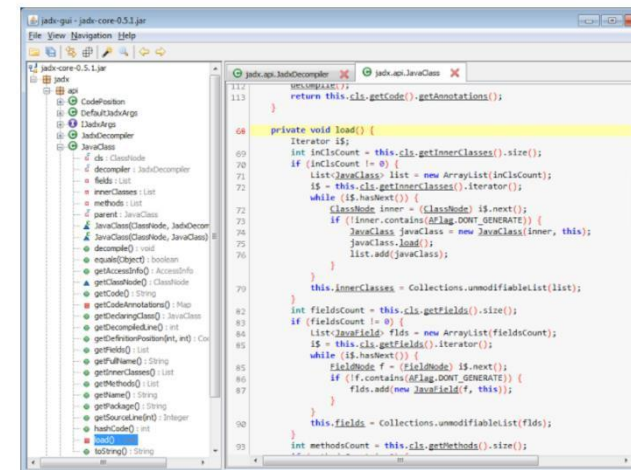 jadx-gui - jadx-core-0.5.1.jar
File View Navigation Help
jadx-core-0.5.1.jar
jadx
api
CodePosition
DefaultJadxArgs
IJadxArgs
JadxDecompiler
JavaClass
cls : ClassNode
decompiler : JadxDecompiler
fields : List
innerClasses : List
methods : List
parent : JavaClass
JavaClass(ClassNode, JadxDecom
JavaClass(ClassNode, JavaClass)
decompile() : void
equals(Object) : boolean
getAccessInfo() : AccessInfo
getClassNode() : ClassNode
getCode() : String
getCodeAnnotations() : Map
getDeclaringClass() : JavaClass
getDecompiledLine() : int
getDefinitionPosition(int, int) : Co
getFields() : List
getFullName() : String
getInnerClasses() : List
getMethods() : List
getName() : String
getPackage() : String
getSourceLine(int) : Integer
hashCode() : int
load()
toString() : String
jadx.api.JadxDecompiler jadx.api.JavaClass
112 decompile();
113 return this.cls.getCode().getAnnotations();
}
68 private void load() {
Iterator i$;
69 int inClsCount = this.cls.getInnerClasses().size();
70 if (inClsCount != 0) {
71 List<JavaClass> list = new ArrayList(inClsCount);
72 i$ = this.cls.getInnerClasses().iterator();
while (i$.hasNext()) {
72 ClassNode inner = (ClassNode) i$.next();
73 if (!inner.contains(AFlag.DONT_GENERATE)) {
74 JavaClass javaClass = new JavaClass(inner, this);
75 javaClass.load();
76 list.add(javaClass);
}
}
79 this.innerClasses = Collections.unmodifiableList(list);
}
82 int fieldsCount = this.cls.getFields().size();
83 if (fieldsCount != 0) {
84 List<JavaField> flds = new ArrayList(fieldsCount);
85 i$ = this.cls.getFields().iterator();
while (i$.hasNext()) {
85 FieldNode f = (FieldNode) i$.next();
86 if (!f.contains(AFlag.DONT_GENERATE)) {
87 flds.add(new JavaField(f, this));
}
}
90 this.fields = Collections.unmodifiableList(flds);
}
93 int methodsCount = this.cls.getMethods().size();